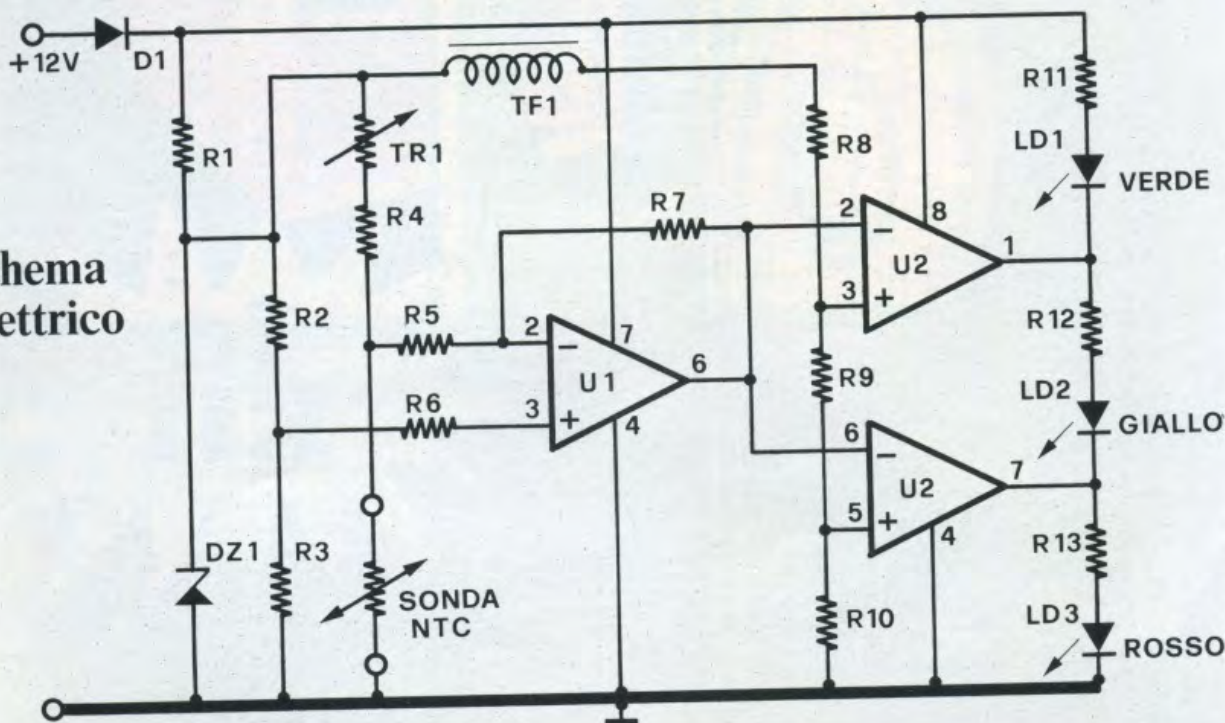 +12V
D1
R1
TR1
R4
TF1
R8
R11
LD1
VERDE
hema
ettrico
R2
R5
R6
R7
2
-
3
+
U1
7
4
6
2
-
3
+
U2
8
1
R9
R12
LD2
GIALLO
6
-
5
+
U2
7
4
DZ1
R3
SONDA
NTC
R10
R13
LD3
ROSSO